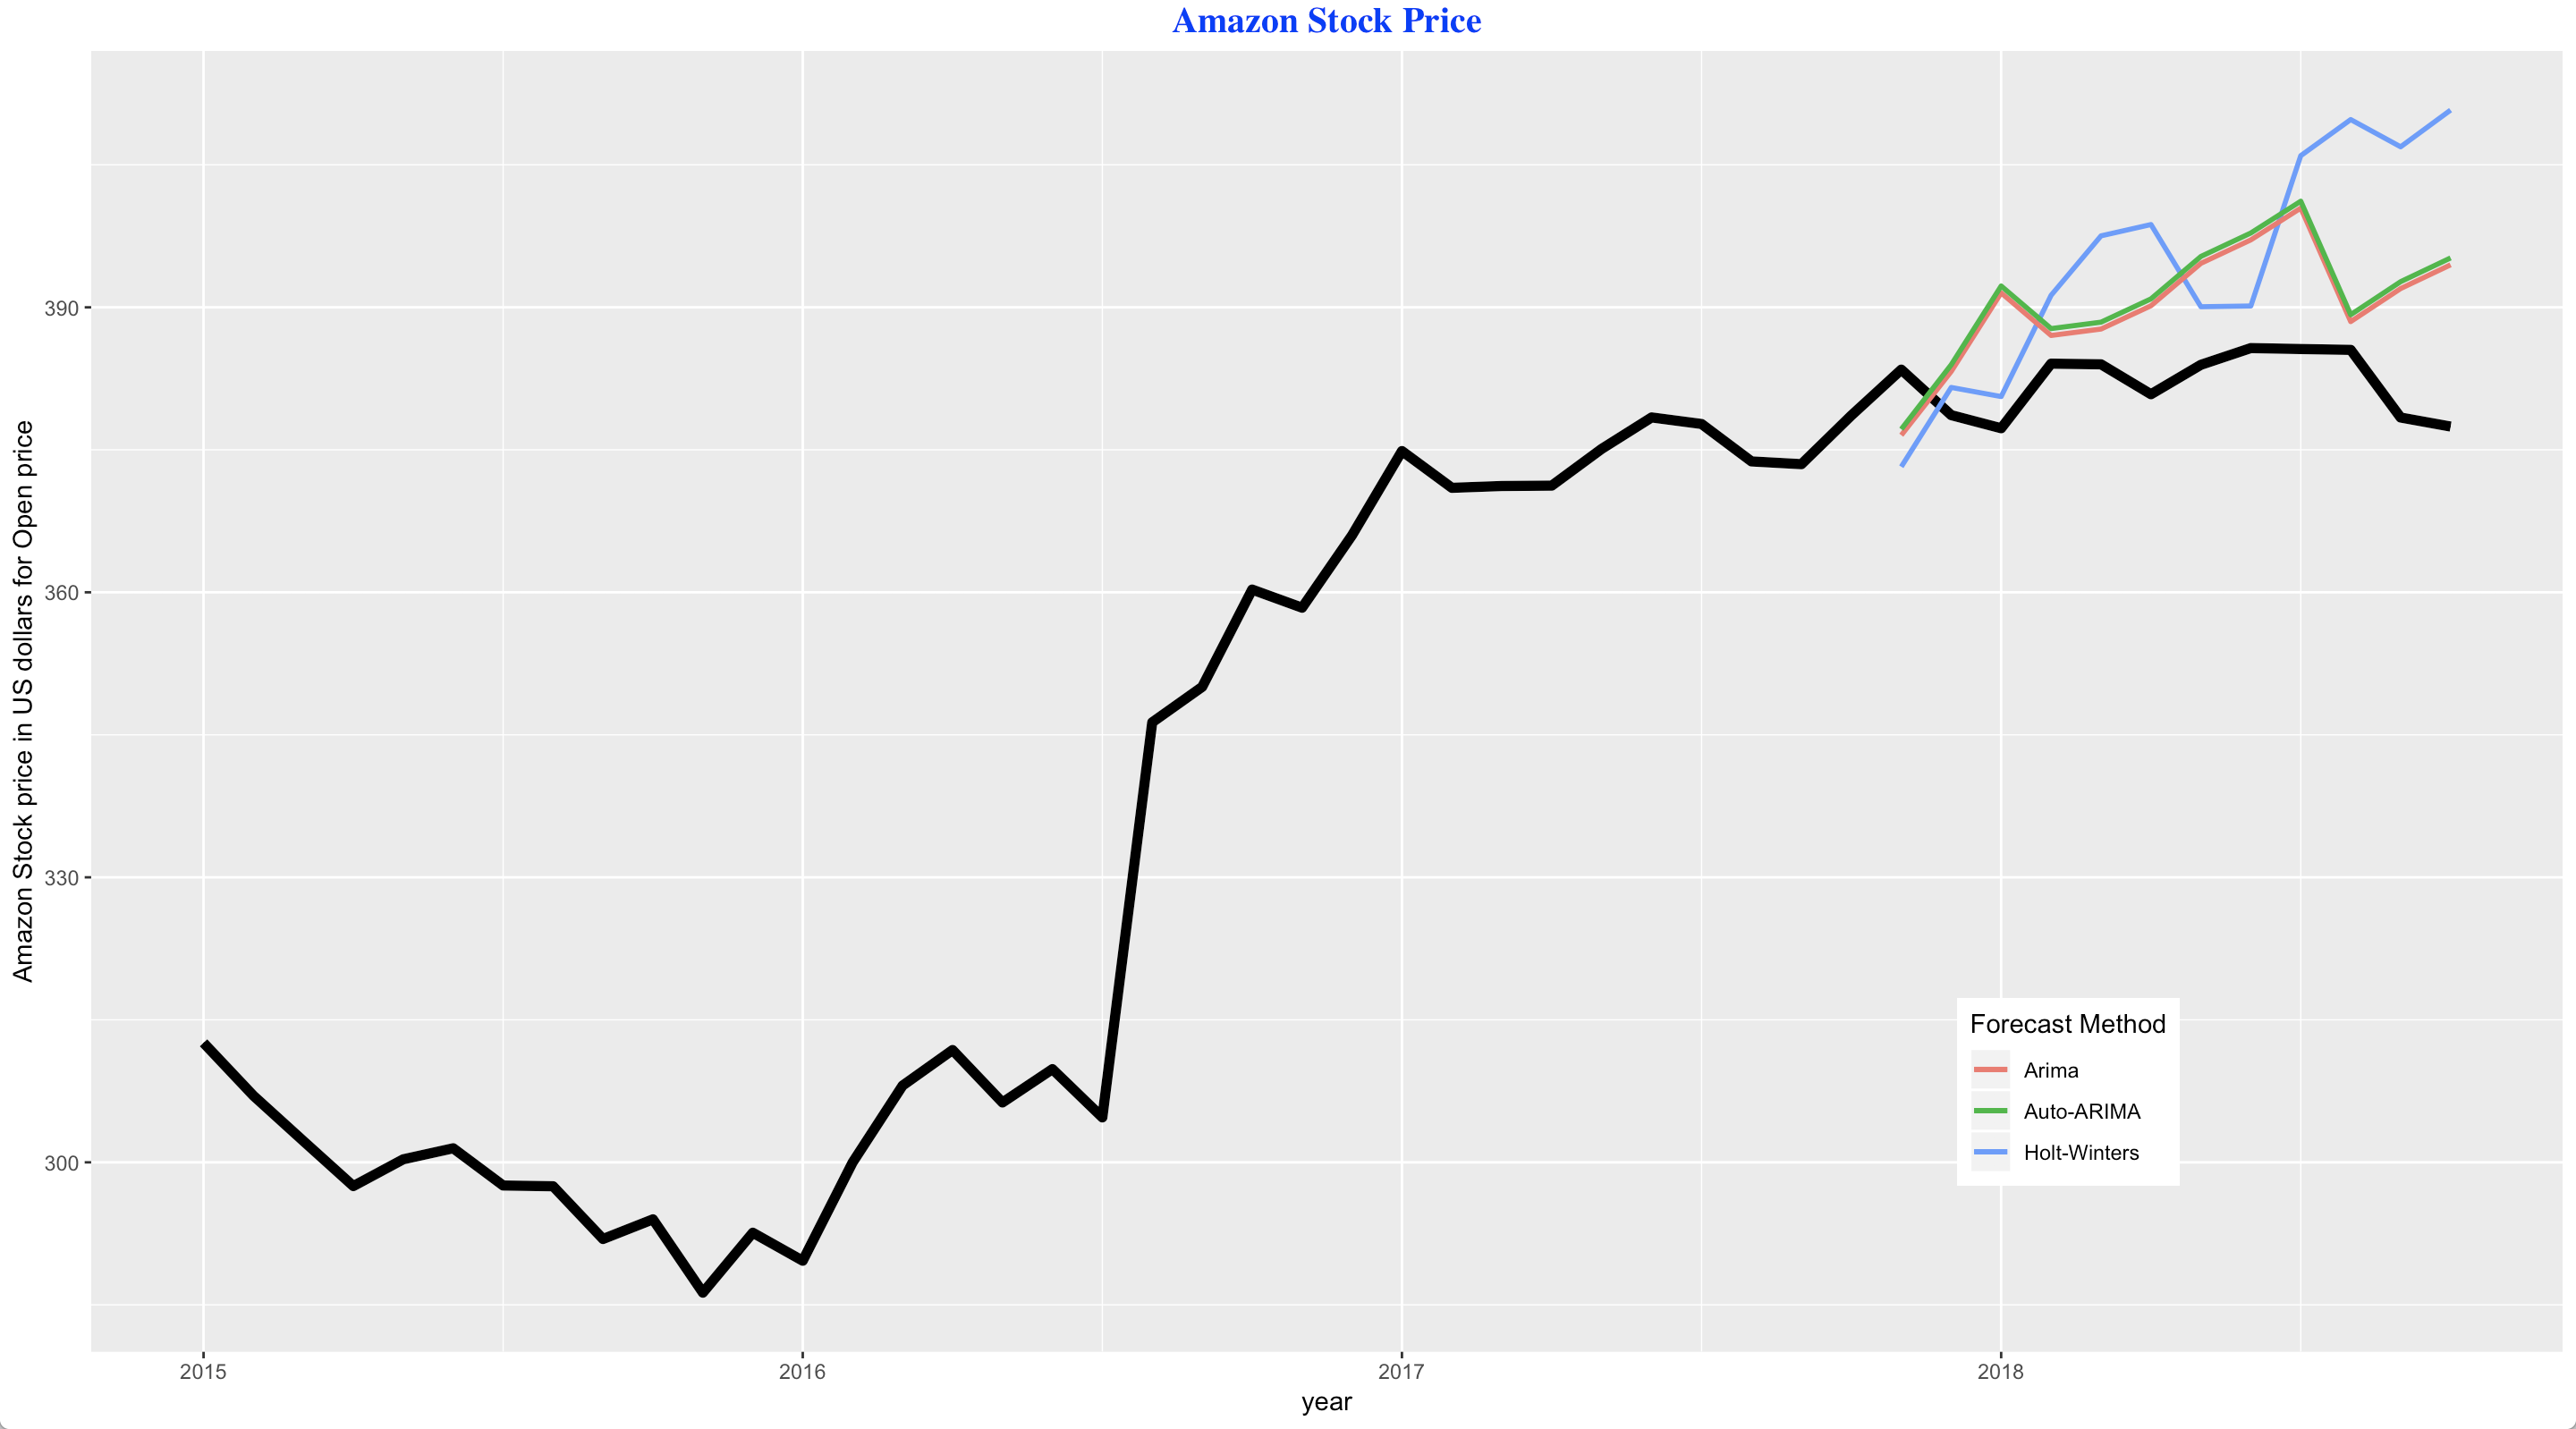 Amazon Stock Price
Amazon Stock price in US dollars for Open price
390
360
330
300
Forecast Method
Arima
Auto-ARIMA
Holt-Winters
2015
2016
2017
2018
year